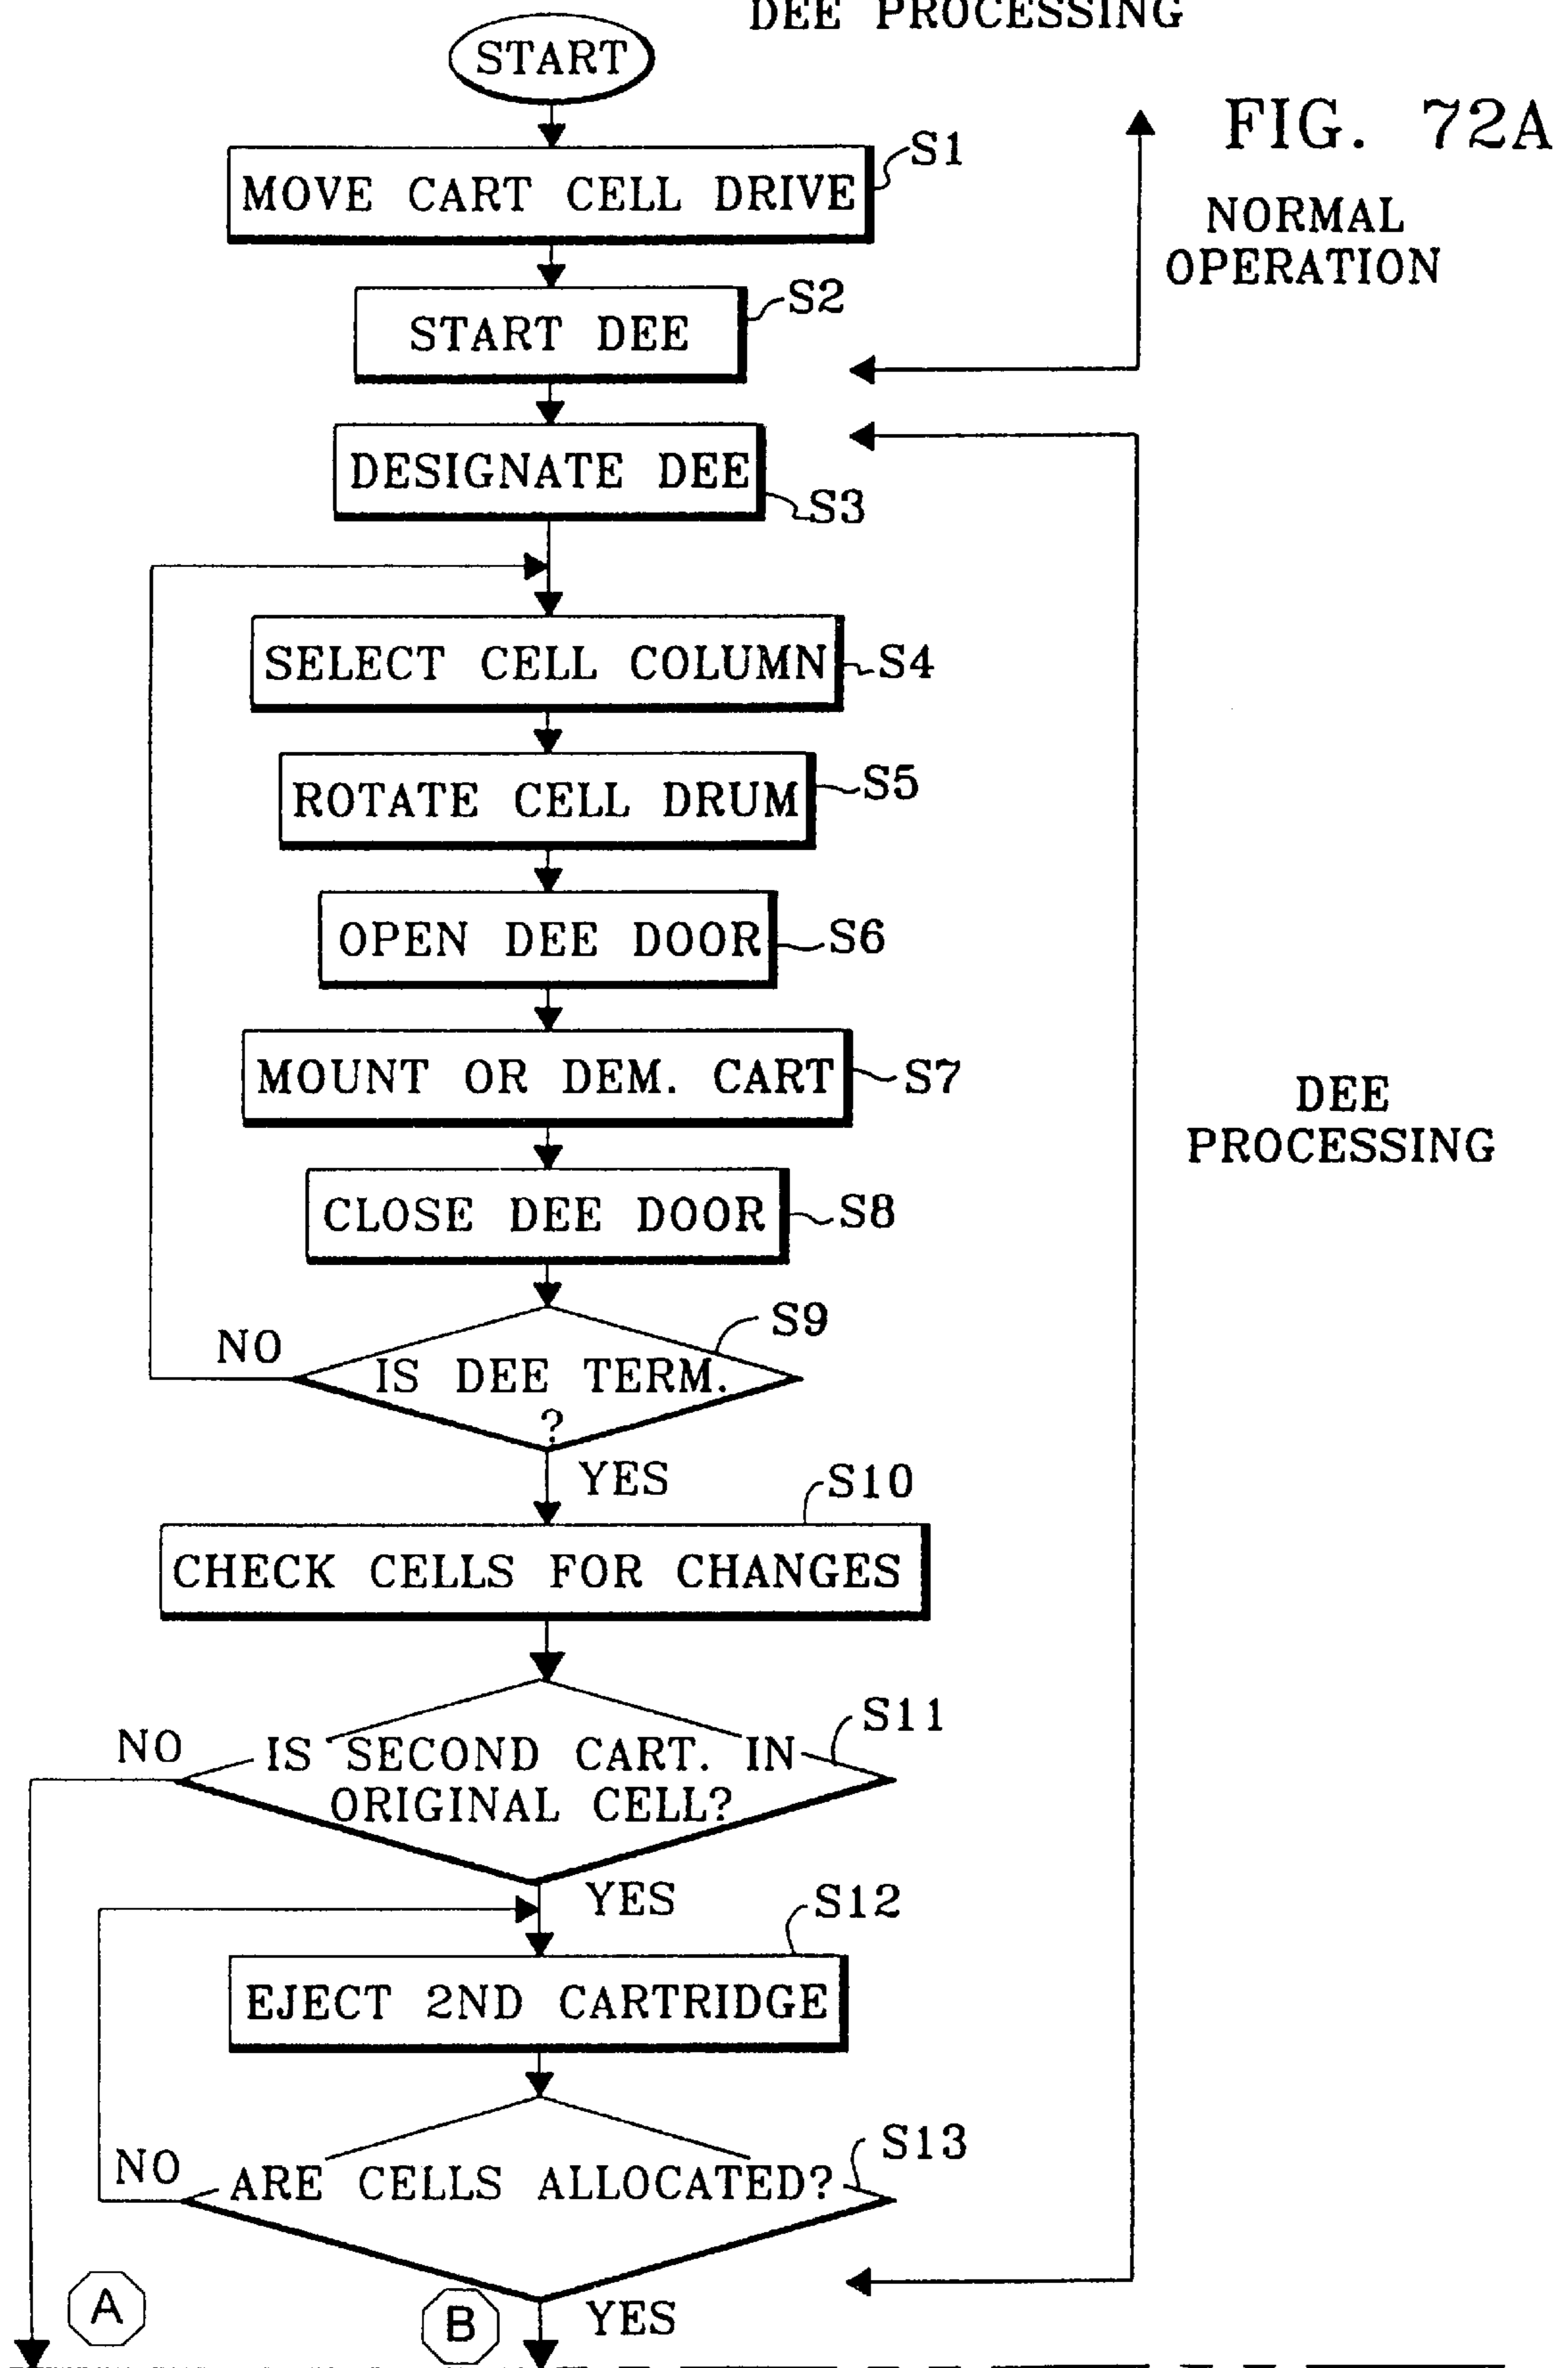 DEE PROCESSING
START
FIG. 72A
S1
MOVE CART CELL DRIVE
NORMAL
OPERATION
S2
START DEE
DESIGNATE DEE
S3
SELECT CELL COLUMN
S4
ROTATE CELL DRUM
S5
OPEN DEE DOOR
S6
MOUNT OR DEM. CART
S7
DEE
PROCESSING
CLOSE DEE DOOR
S8
S9
NO
IS DEE TERM.
?
YES
S10
CHECK CELLS FOR CHANGES
S11
NO
IS SECOND CART. IN
ORIGINAL CELL?
YES
S12
EJECT 2ND CARTRIDGE
S13
NO
ARE CELLS ALLOCATED?
A
B
YES